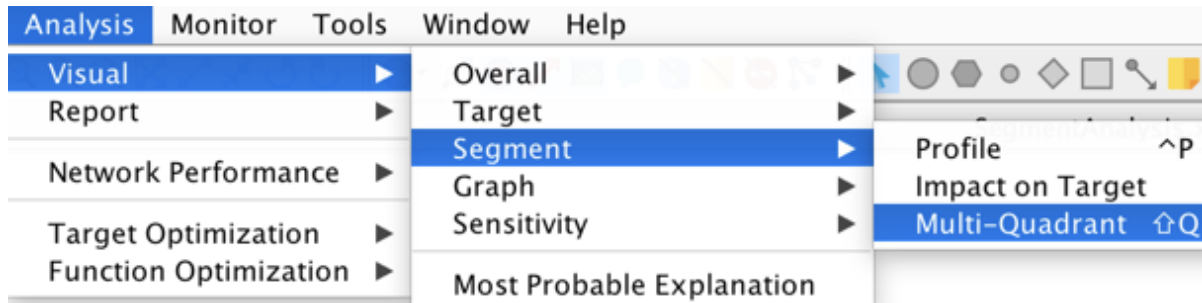 Analysis Monitor Tools Window Help
Visual
Report
Network Performance
Target Optimization
Function Optimization
Overall
Target
Segment
Graph
Sensitivity
Most Probable Explanation
SegmentAnalysis
Profile ^P
Impact on Target
Multi-Quadrant ⇧Q